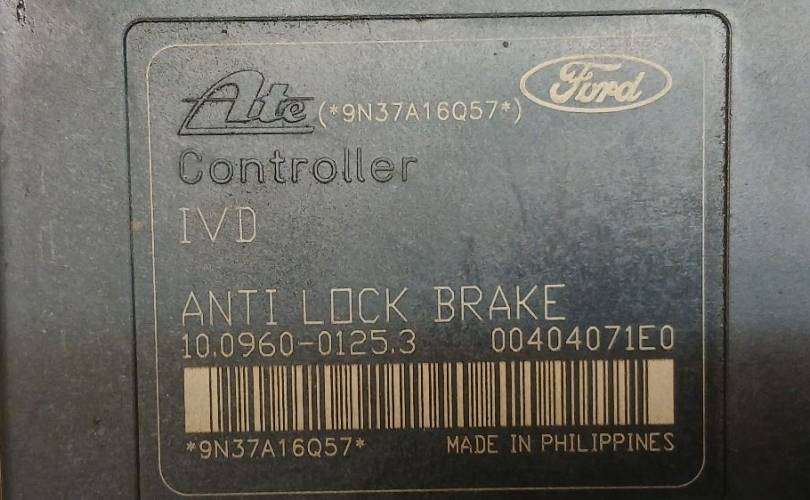 Ate (*9N37A16Q57*) Ford
Controller
IVD
ANTI LOCK BRAKE
10.0960-0125.3 00404071E0
*9N37A16Q57* MADE IN PHILIPPINES